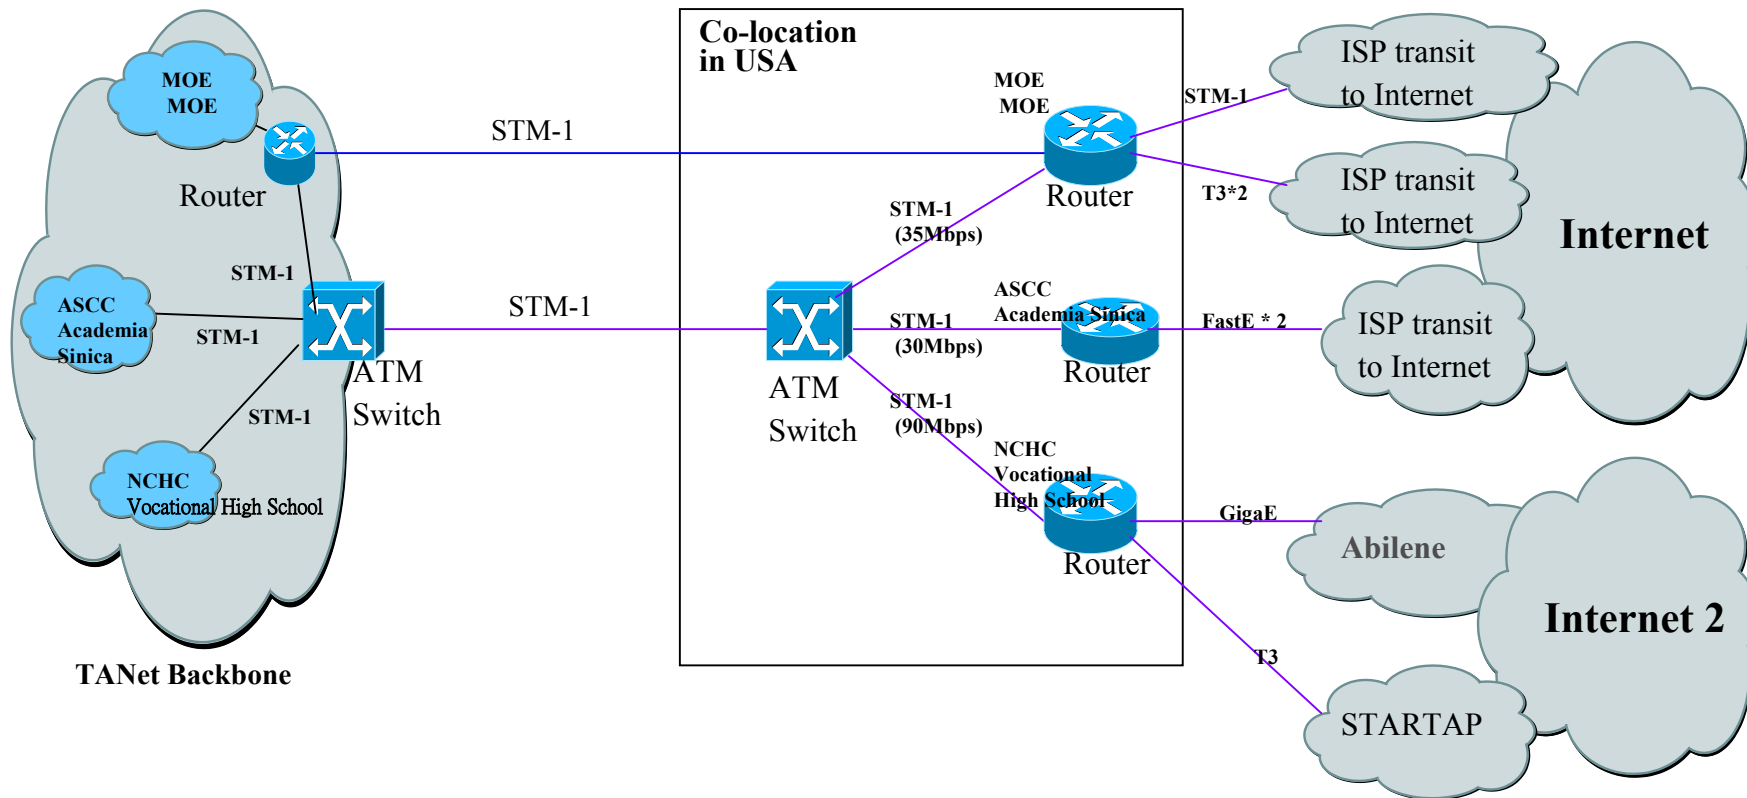 Co-location
in USA
MOE
MOE
Router
STM-1
STM-1
ASCC
Academia
Sinica
STM-1
NCHC
Vocational High School
STM-1
ATM
Switch
TANet Backbone
STM-1
ATM
Switch
STM-1
(35Mbps)
STM-1
(30Mbps)
STM-1
(90Mbps)
MOE
MOE
Router
ASCC
Academia Sinica
Router
NCHC
Vocational
High School
Router
STM-1
T3*2
FastE * 2
GigaE
T3
ISP transit
to Internet
ISP transit
to Internet
ISP transit
to Internet
Internet
Abilene
STARTAP
Internet 2